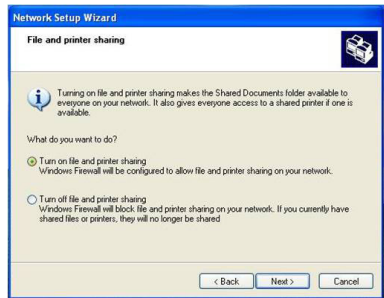 Network Setup Wizard
File and printer sharing
Turning on file and printer sharing makes the Shared Documents folder available to
everyone on your network. It also gives everyone access to a shared printer if one is
available.
What do you want to do?
Turn on file and printer sharing
Windows Firewall will be configured to allow file and printer sharing on your network.
Turn off file and printer sharing
Windows Firewall will block file and printer sharing on your network. If you currently have
shared files or printers, they will no longer be shared
< Back
Next >
Cancel